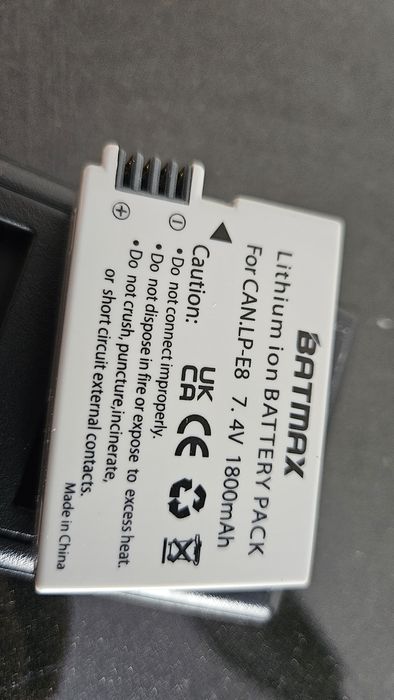 BATMAX
Lithium ion BATTERY PACK
For CAN.LP-E8 7.4V 1800mAh
Caution: UK CA CE
• Do not connect improperly.
• Do not dispose in fire or expose to excess heat.
• Do not crush, puncture,incinerate,
or short circuit external contacts.
Made in China
⊖
⊕